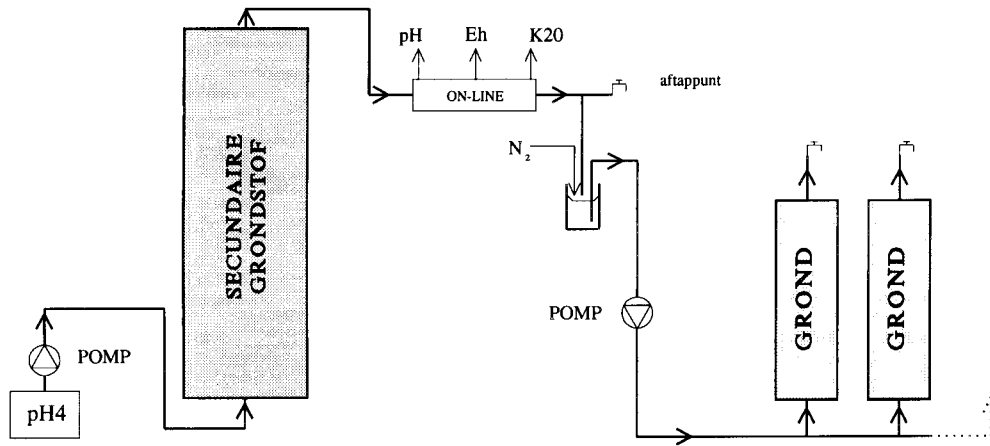 pH
Eh
K20
ON-LINE
aftappunt
SECUNDAIRE
GRONDSTOF
N₂
POMP
GROND
GROND
POMP
pH4